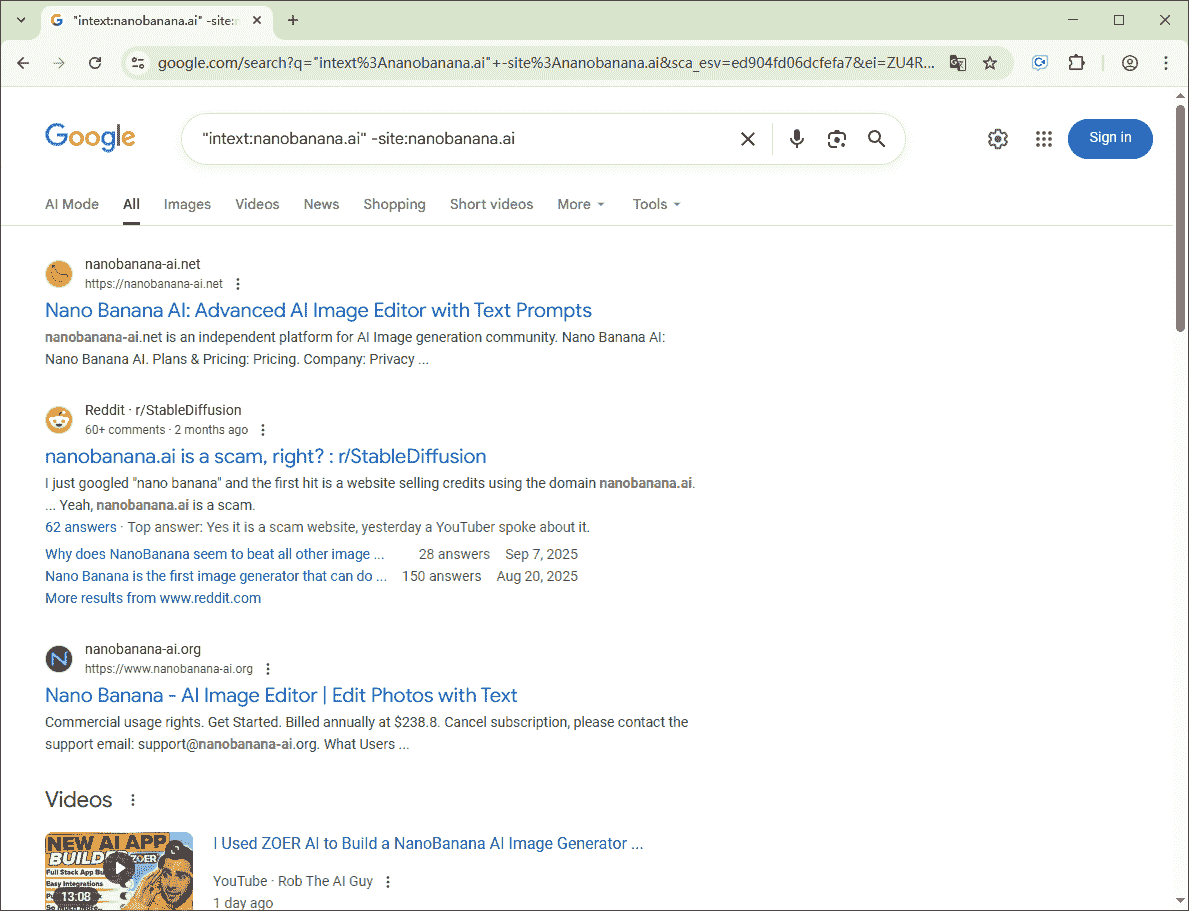 "intext:nanobanana.ai" -site:n
google.com/search?q="intext%3Ananobanana.ai"+-site%3Ananobanana.ai&sca_esv=ed904fd06dcfefa7&ei=ZU4R...
Google
"intext:nanobanana.ai" -site:nanobanana.ai
Sign in
AI Mode All Images Videos News Shopping Short videos More Tools
nanobanana-ai.net
https://nanobanana-ai.net
Nano Banana AI: Advanced AI Image Editor with Text Prompts
nanobanana-ai.net is an independent platform for AI Image generation community. Nano Banana AI:
Nano Banana AI. Plans & Pricing: Pricing. Company: Privacy ...
Reddit · r/StableDiffusion
60+ comments · 2 months ago
nanobanana.ai is a scam, right? : r/StableDiffusion
I just googled "nano banana" and the first hit is a website selling credits using the domain nanobanana.ai.
... Yeah, nanobanana.ai is a scam.
62 answers · Top answer: Yes it is a scam website, yesterday a YouTuber spoke about it.
Why does NanoBanana seem to beat all other image ... 28 answers Sep 7, 2025
Nano Banana is the first image generator that can do ... 150 answers Aug 20, 2025
More results from www.reddit.com
nanobanana-ai.org
https://www.nanobanana-ai.org
Nano Banana - AI Image Editor | Edit Photos with Text
Commercial usage rights. Get Started. Billed annually at $238.8. Cancel subscription, please contact the
support email: support@nanobanana-ai.org. What Users ...
Videos
NEW AI APP
BUILD ZOER
Full Stack App Bu
Easy Integrations
13:08
I Used ZOER AI to Build a NanoBanana AI Image Generator ...
YouTube · Rob The AI Guy
1 day ago